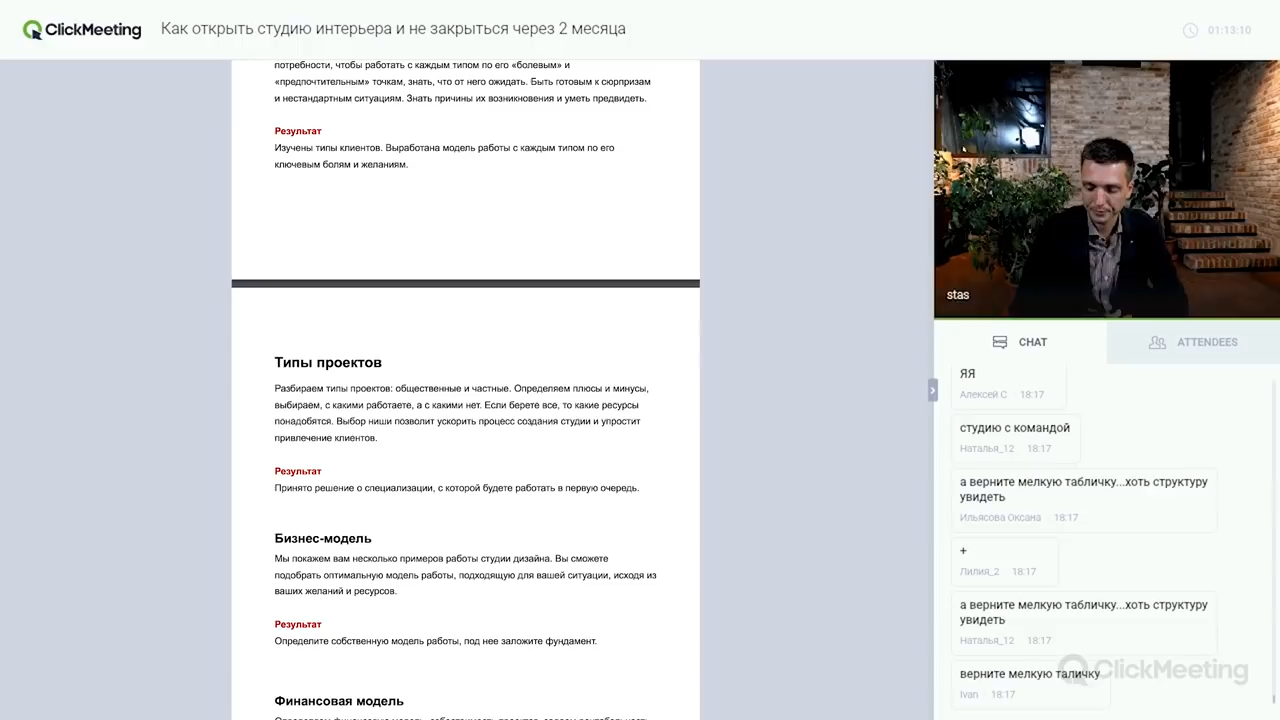 ClickMeeting
Как открыть студию интерьера и не закрыться через 2 месяца
01:13:10
потребности, чтобы работать с каждым типом по его «болевым» и
«предпочтительным» точкам, знать, что от него ожидать. Быть готовым к сюрпризам
и нестандартным ситуациям. Знать причины их возникновения и уметь предвидеть.
Результат
Изучены типы клиентов. Выработана модель работы с каждым типом по его
ключевым болям и желаниям.
Типы проектов
Разбираем типы проектов: общественные и частные. Определяем плюсы и минусы,
выбираем, с какими работаете, а с какими нет. Если берете все, то какие ресурсы
понадобятся. Выбор ниши позволит ускорить процесс создания студии и упростит
привлечение клиентов.
Результат
Принято решение о специализации, с которой будете работать в первую очередь.
Бизнес-модель
Мы покажем вам несколько примеров работы студии дизайна. Вы сможете
подобрать оптимальную модель работы, подходящую для вашей ситуации, исходя из
ваших желаний и ресурсов.
Результат
Определите собственную модель работы, под нее заложите фундамент.
Финансовая модель
stas
CHAT
ATTENDEES
ЯЯ
Алексей С 18:17
студию с командой
Наталья_12 18:17
а верните мелкую табличку...хоть структуру
увидеть
Ильясова Оксана 18:17
+
Лилия_2 18:17
а верните мелкую табличку...хоть структуру
увидеть
Наталья_12 18:17
верните мелкую таличку
Ivan 18:17
ClickMeeting